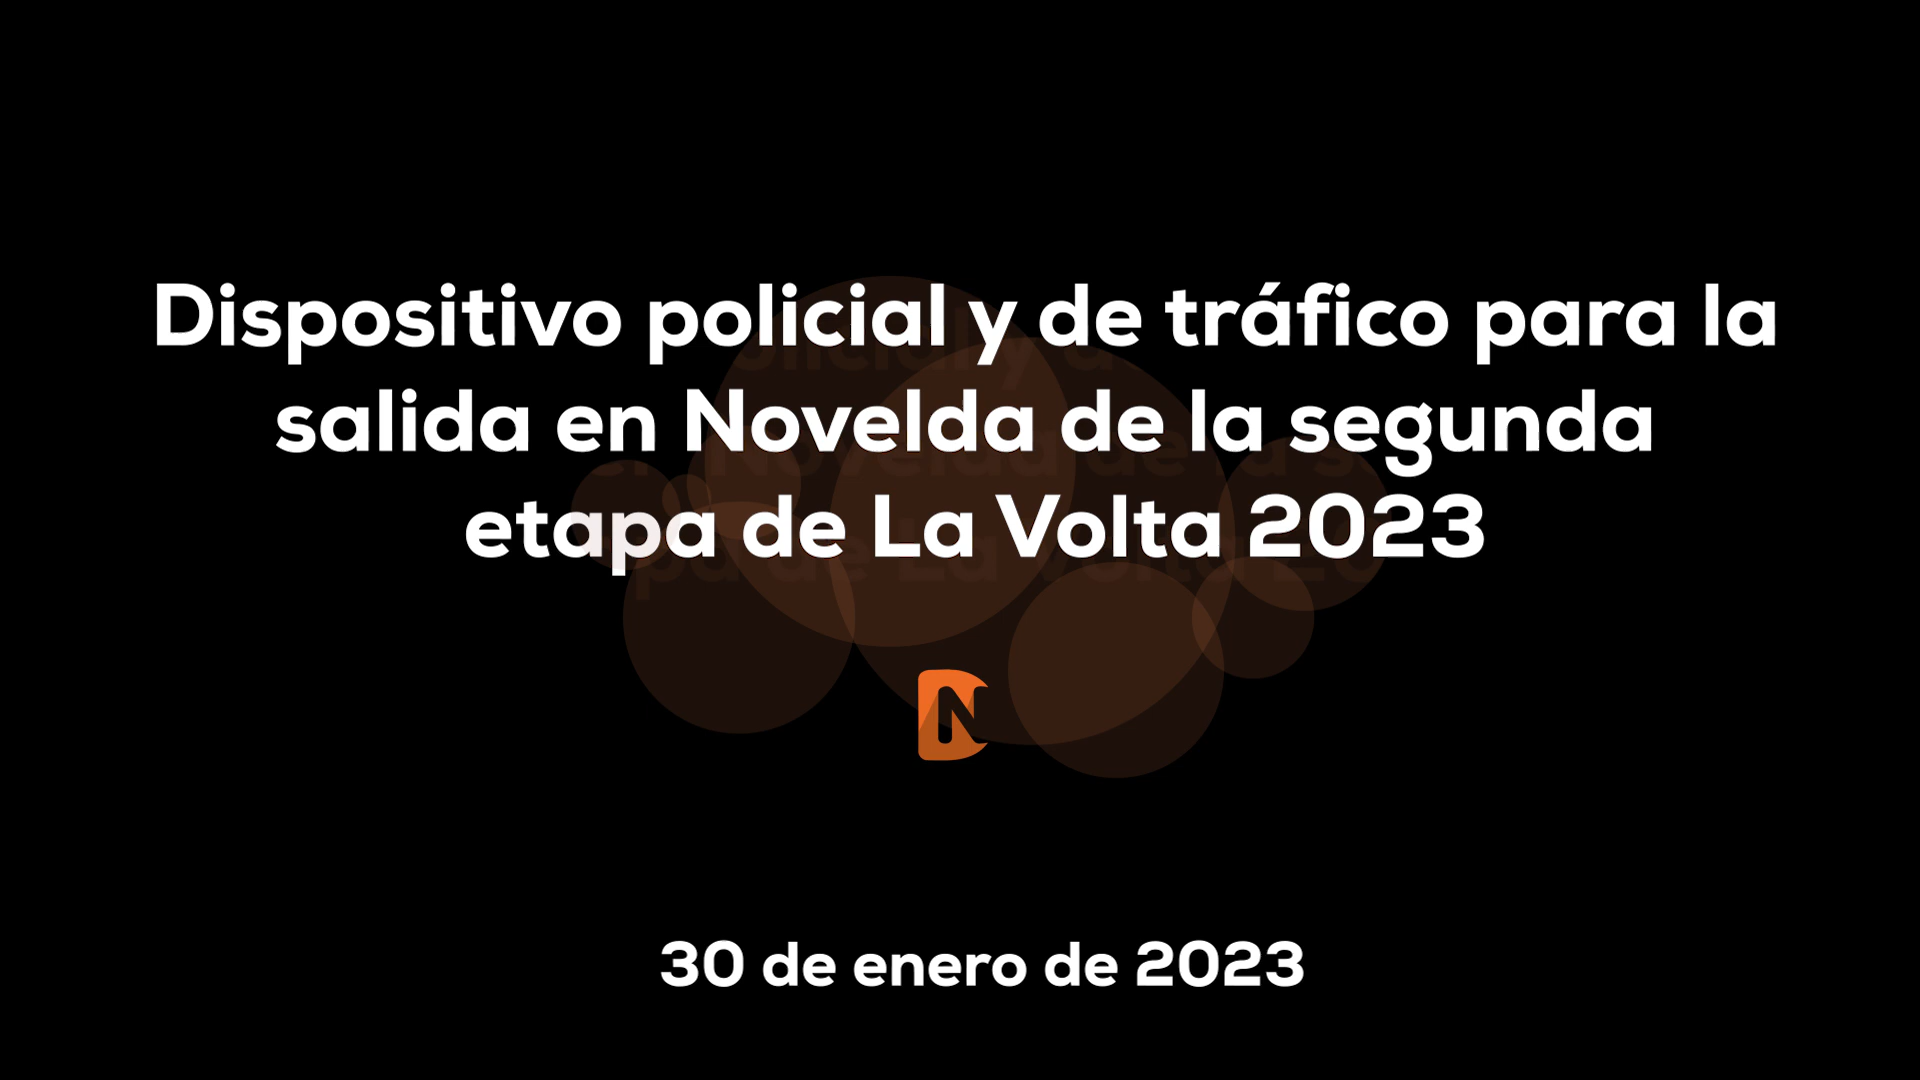 Dispositivo policial y de tráfico para la
salida en Novelda de la segunda
etapa de La Volta 2023
DN
30 de enero de 2023